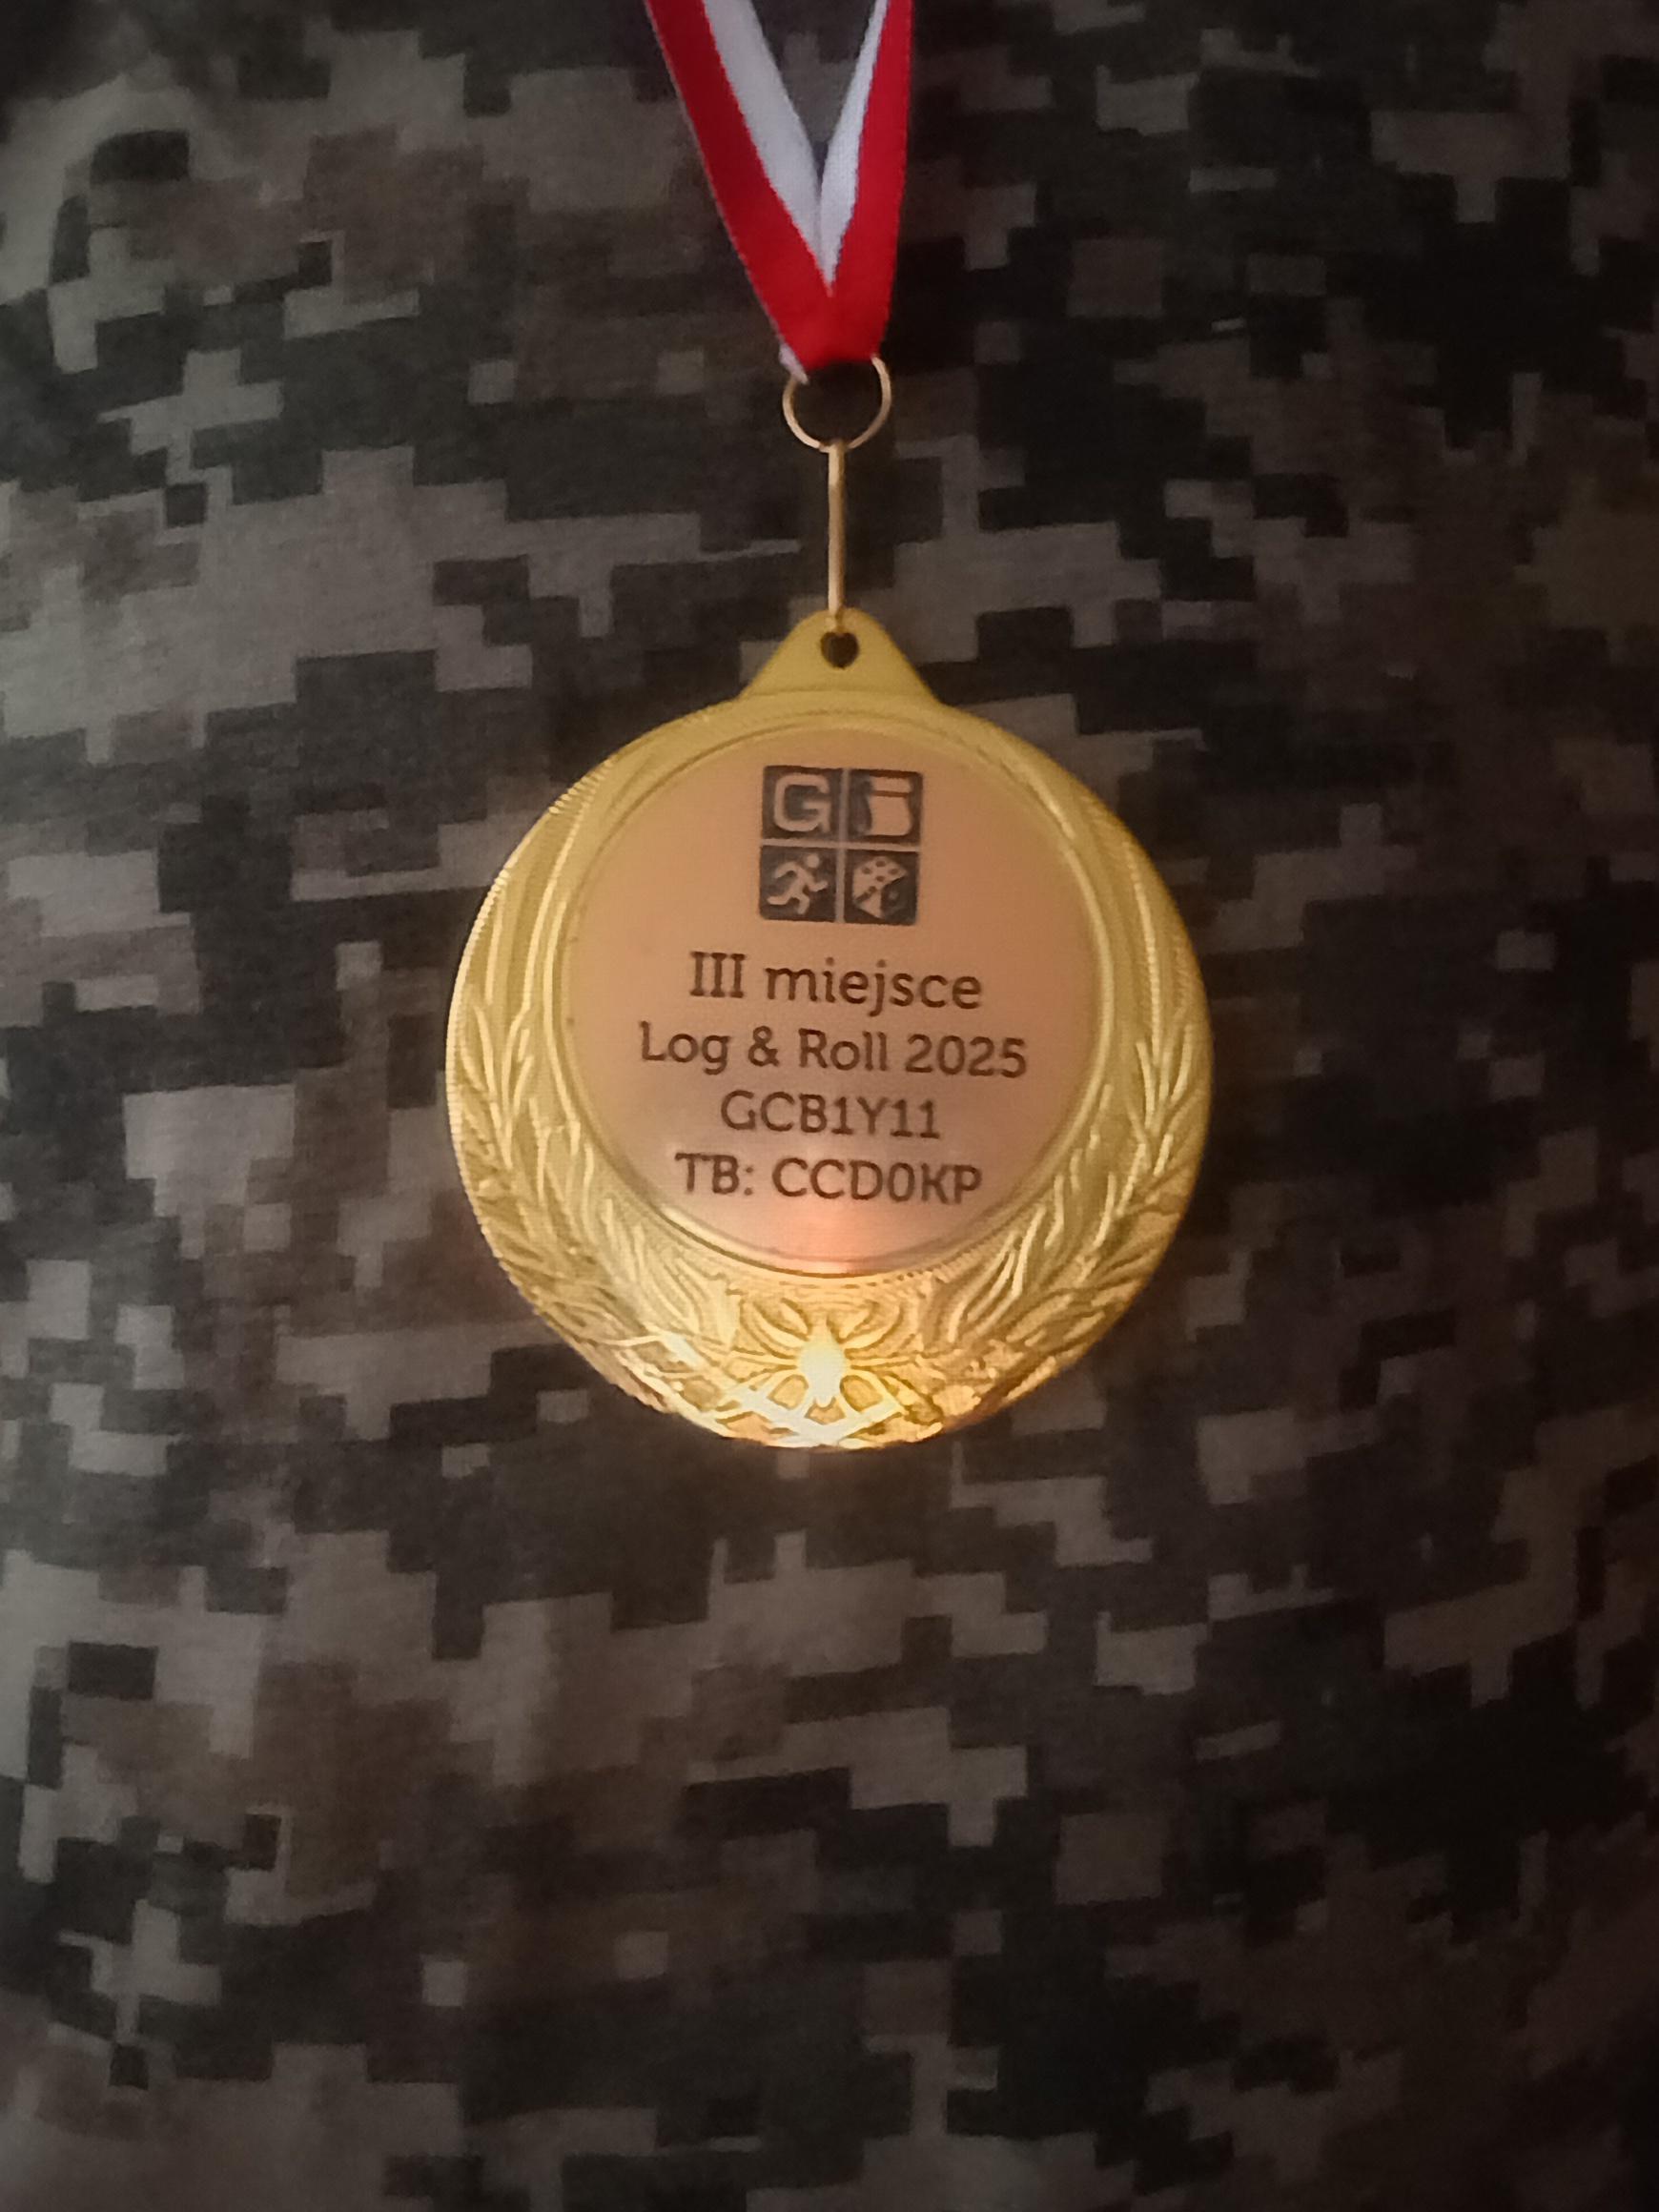 G
III miejsce
Log & Roll 2025
GCB1Y11
TB: CCD0KP